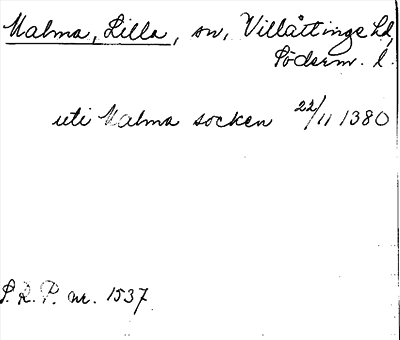 Malma, Lilla, sn, Villåttinge hd,
Söderm. l.
uti Malma socken 22/11 1380
S.R.P. nr. 1537